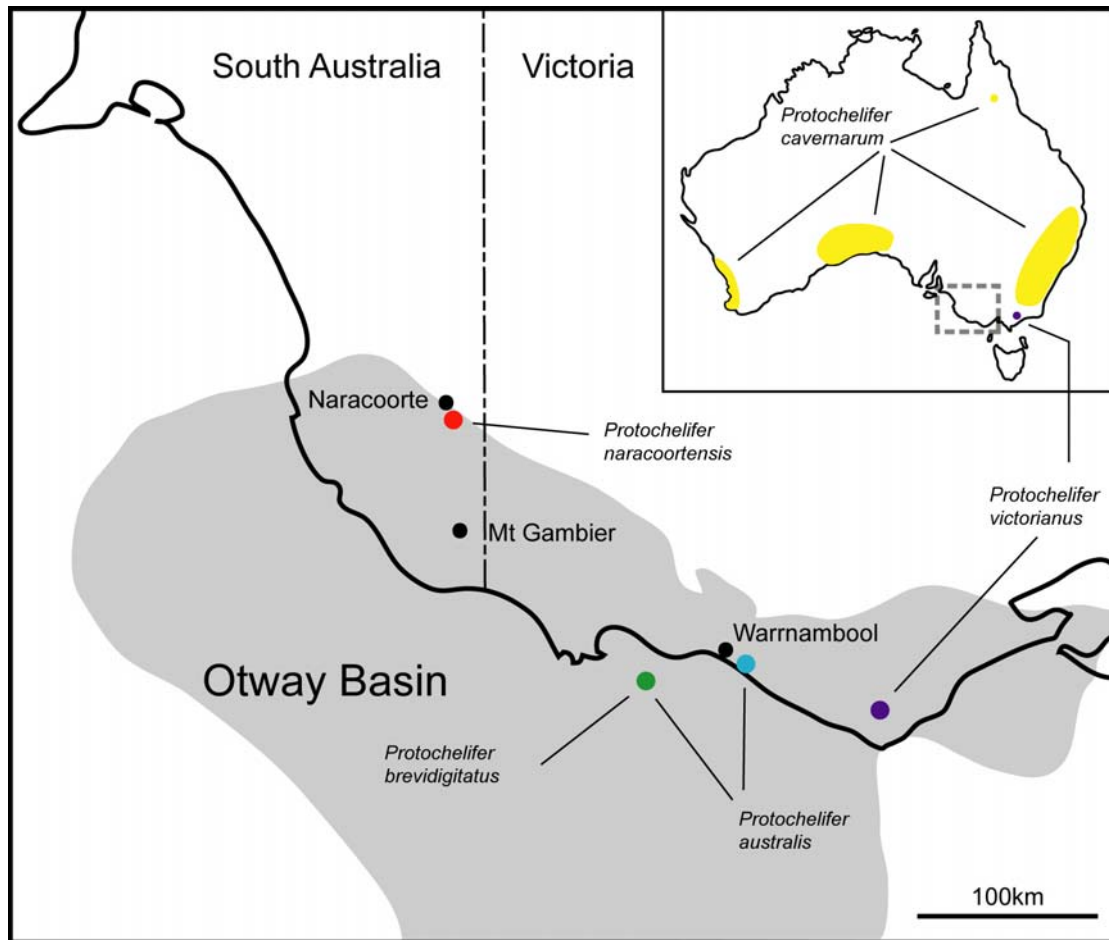 South Australia
Victoria
Protochelifer
cavernarum
Naracoorte
Protochelifer
naracoortensis
Protochelifer
victorianus
Mt Gambier
Warrnambool
Otway Basin
Protochelifer
brevidigitatus
Protochelifer
australis
100km